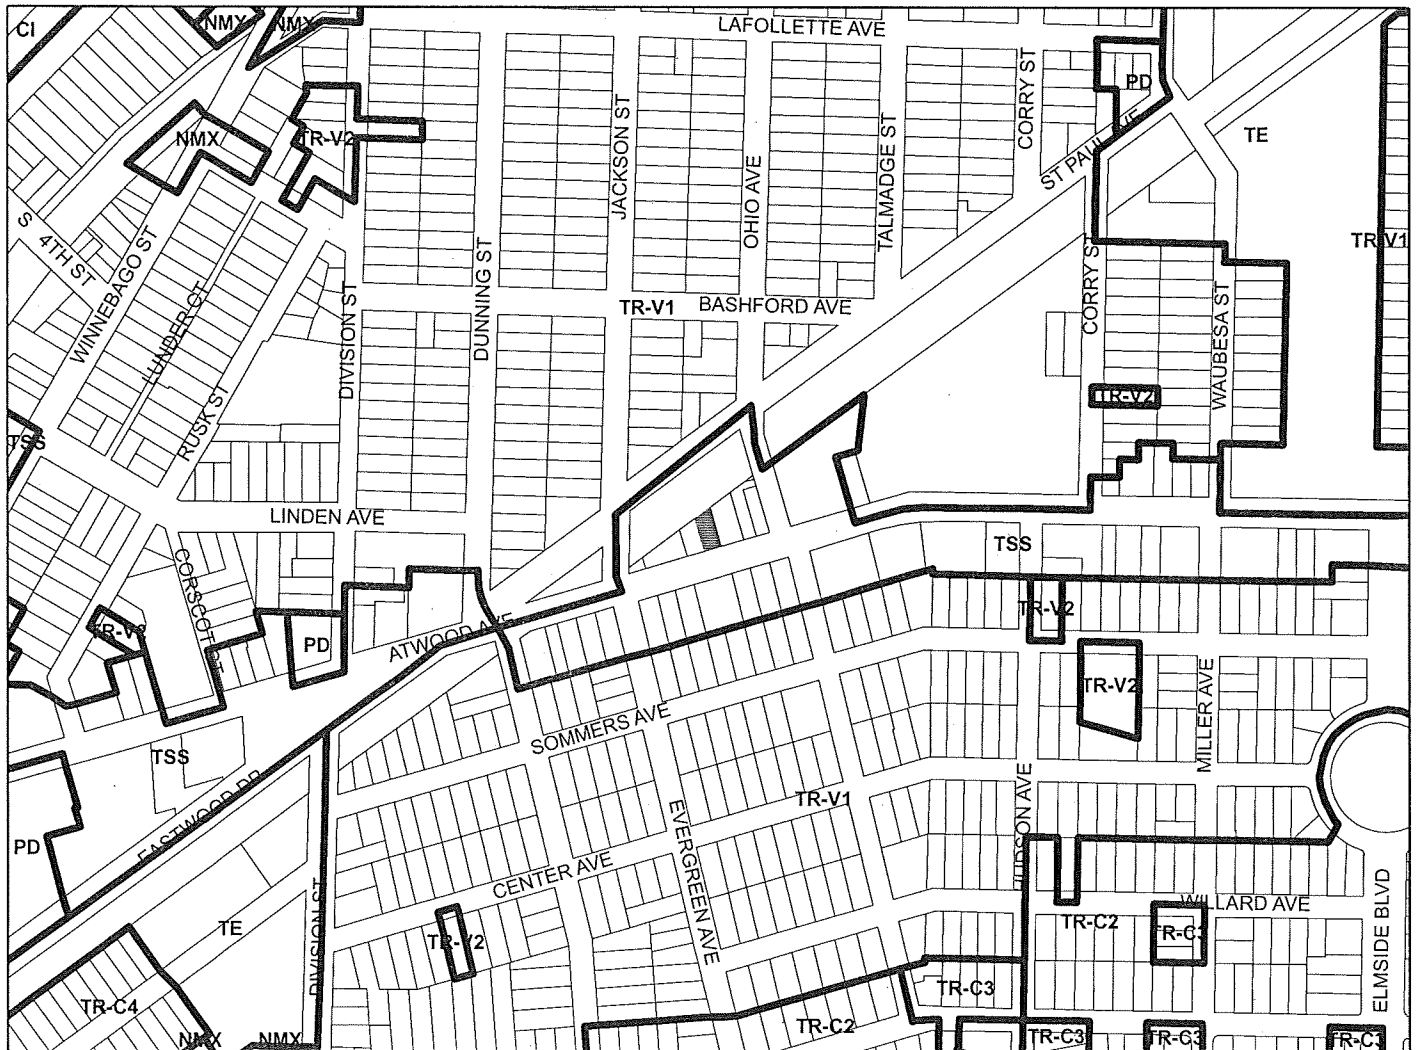 CI
NMX
NMX
LAFOLLETTE AVE
CORRY ST
PD
NMX
TR-V2
JACKSON ST
OHIO AVE
TALMADGE ST
ST PAUL AVE
TE
S 4TH ST
WINNEBAGO ST
LUNDER CT
DIVISION ST
DUNNING ST
TR-V1
BASHFORD AVE
CORRY ST
WAUBESA ST
TR-V1
RUSK ST
TR-V2
TSS
LINDEN AVE
TSS
CORSCOT CT
TR-V2
PD
ATWOOD AVE
TR-V2
TR-V2
MILLER AVE
SOMMERS AVE
TSS
EASTWOOD DR
TR-V1
HUDSON AVE
PD
CENTER AVE
EVERGREEN AVE
DIVISION ST
TE
TR-V2
TR-C2
WILLARD AVE
TR-C3
ELMSIDE BLVD
TR-C4
TR-C3
NMX
NMX
TR-C2
TR-C3
TR-C3
TR-C3